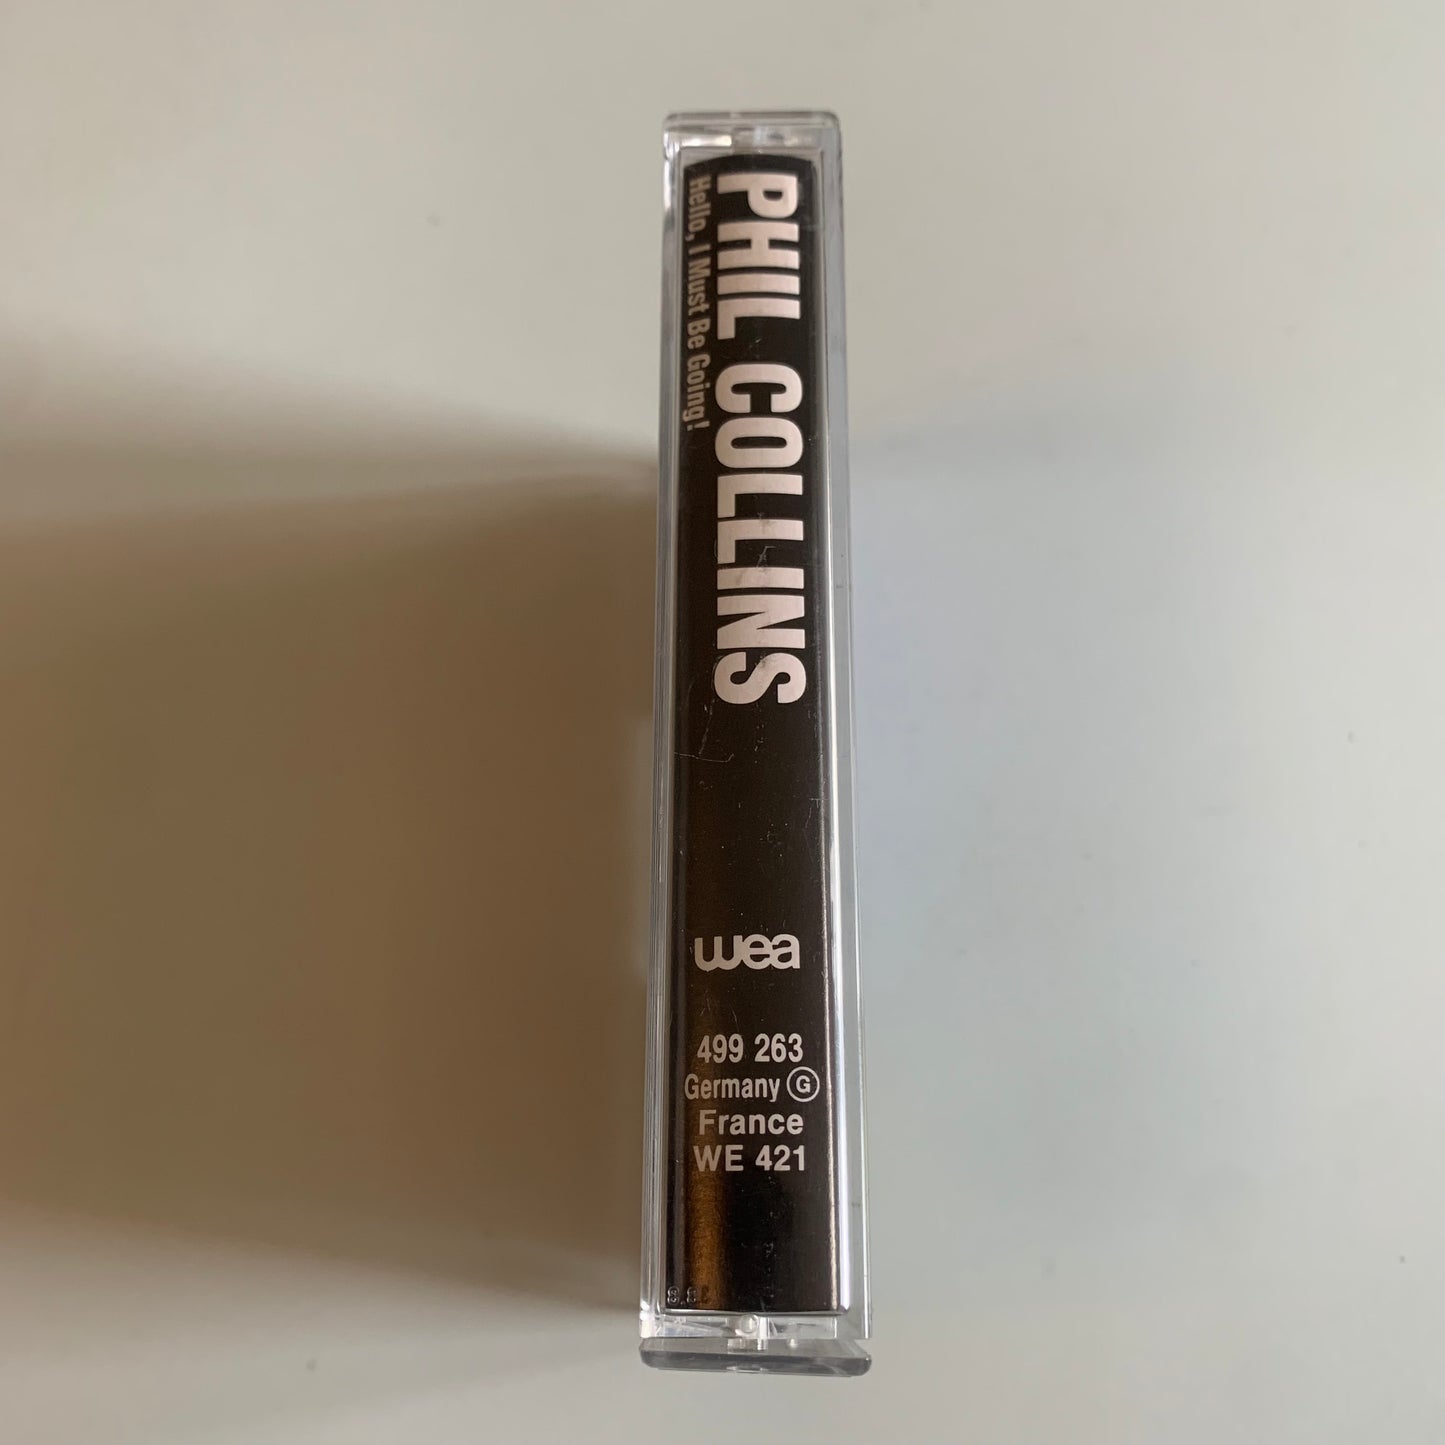 PHIL COLLINS
Hello, I Must Be Going!
wea
499 263
Germany Ⓖ
France
WE 421